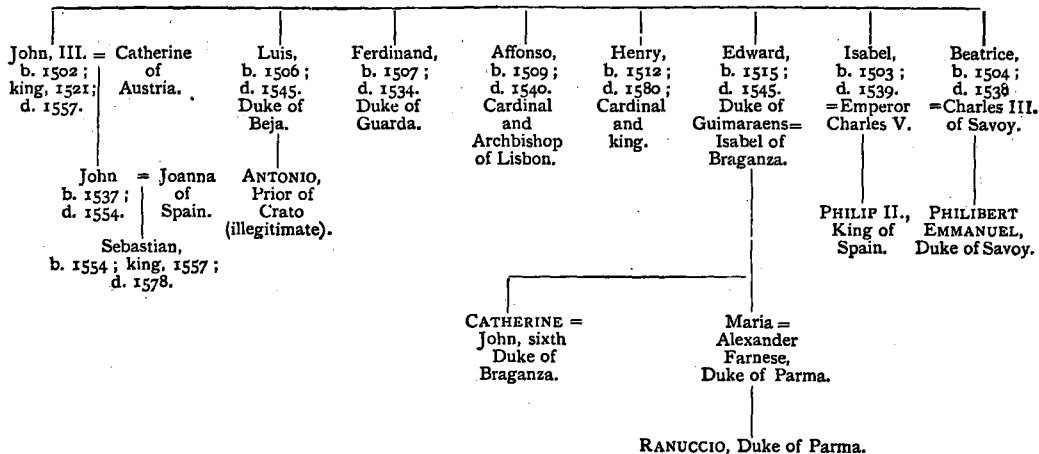 John, III. = Catherine
b. 1502; of
king, 1521; Austria.
d. 1557.
Luis,
b. 1506;
d. 1545.
Duke of
Beja.
Ferdinand,
b. 1507;
d. 1534.
Duke of
Guarda.
Affonso,
b. 1509;
d. 1540.
Cardinal
and
Archbishop
of Lisbon.
Henry,
b. 1512;
d. 1580;
Cardinal
and
king.
Edward,
b. 1515;
d. 1545.
Duke of
Guimaraens=
Isabel of
Braganza.
Isabel,
b. 1503;
d. 1539.
=Emperor
Charles V.
Beatrice,
b. 1504;
d. 1538
=Charles III.
of Savoy.
John = Joanna
b. 1537; of
d. 1554. Spain.
ANTONIO,
Prior of
Crato
(illegitimate).
PHILIP II.,
King of
Spain.
PHILIBERT
EMMANUEL,
Duke of Savoy.
Sebastian,
b. 1554; king, 1557;
d. 1578.
CATHERINE =
John, sixth
Duke of
Braganza.
Maria =
Alexander
Farnese,
Duke of Parma.
RANUCCIO, Duke of Parma.